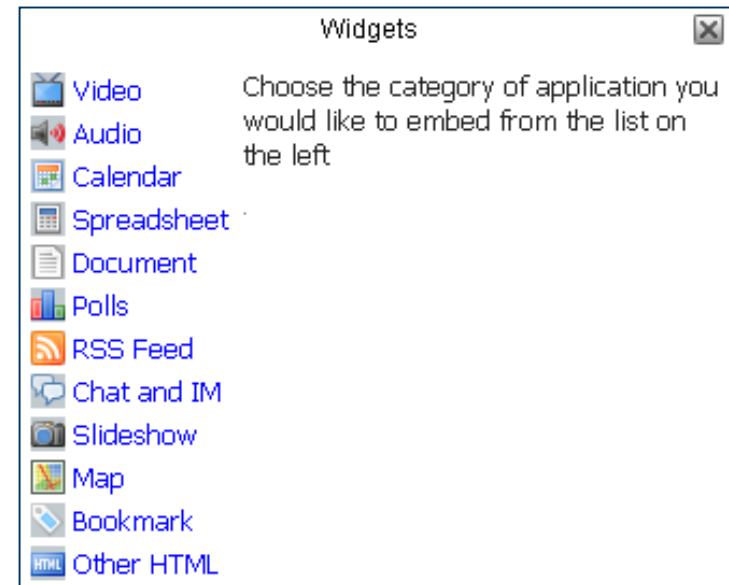 Widgets
Video
Audio
Calendar
Spreadsheet
Document
Polls
RSS Feed
Chat and IM
Slideshow
Map
Bookmark
HTML Other HTML
Choose the category of application you
would like to embed from the list on
the left